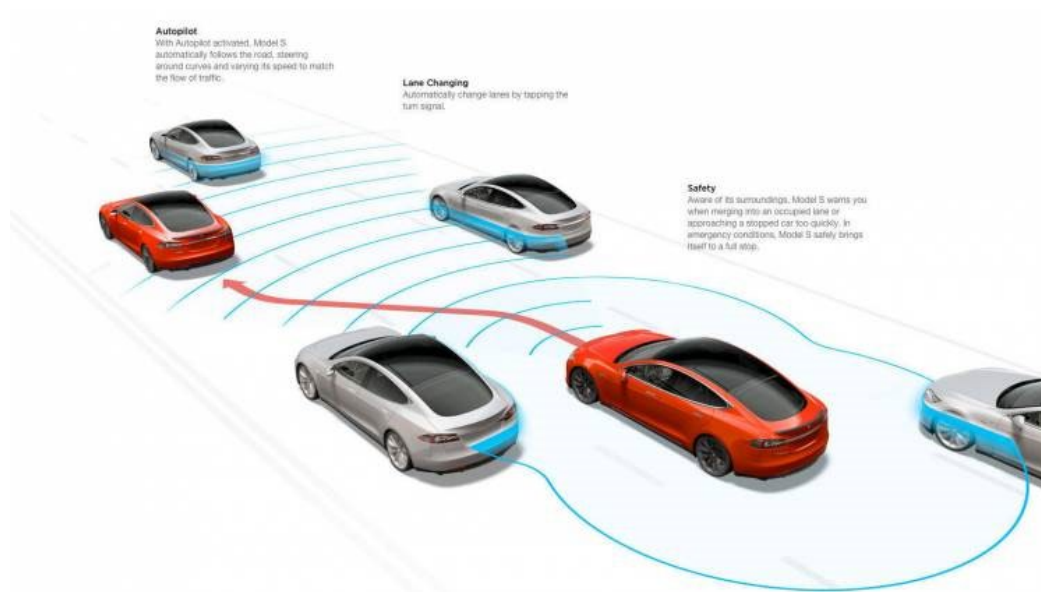 Autopilot
With Autopilot activated, Model S
automatically follows the road, steering
around curves and varying its speed to match
the flow of traffic.
Lane Changing
Automatically change lanes by tapping the
turn signal.
Safety
Aware of its surroundings, Model S warns you
when merging into an occupied lane or
approaching a stopped car too quickly. In
emergency conditions, Model S safely brings
itself to a full stop.